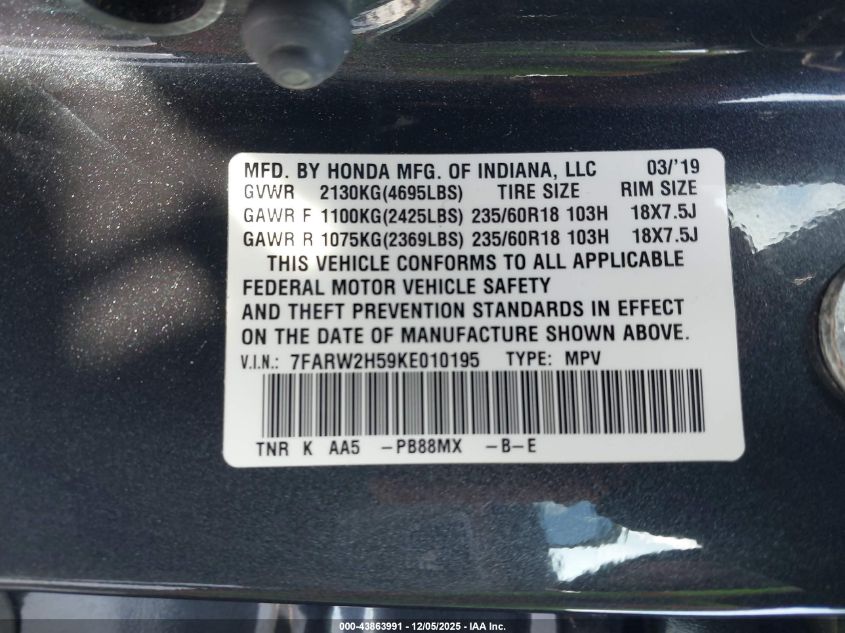 MFD. BY HONDA MFG. OF INDIANA, LLC 03/'19
GVWR 2130KG(4695LBS) TIRE SIZE RIM SIZE
GAWR F 1100KG(2425LBS) 235/60R18 103H 18X7.5J
GAWR R 1075KG(2369LBS) 235/60R18 103H 18X7.5J
THIS VEHICLE CONFORMS TO ALL APPLICABLE
FEDERAL MOTOR VEHICLE SAFETY
AND THEFT PREVENTION STANDARDS IN EFFECT
ON THE DATE OF MANUFACTURE SHOWN ABOVE.
V.I.N.: 7FARW2H59KE010195 TYPE: MPV
TNR K AA5 -PB88MX -B-E
000-43863991 - 12/05/2025 - IAA Inc.